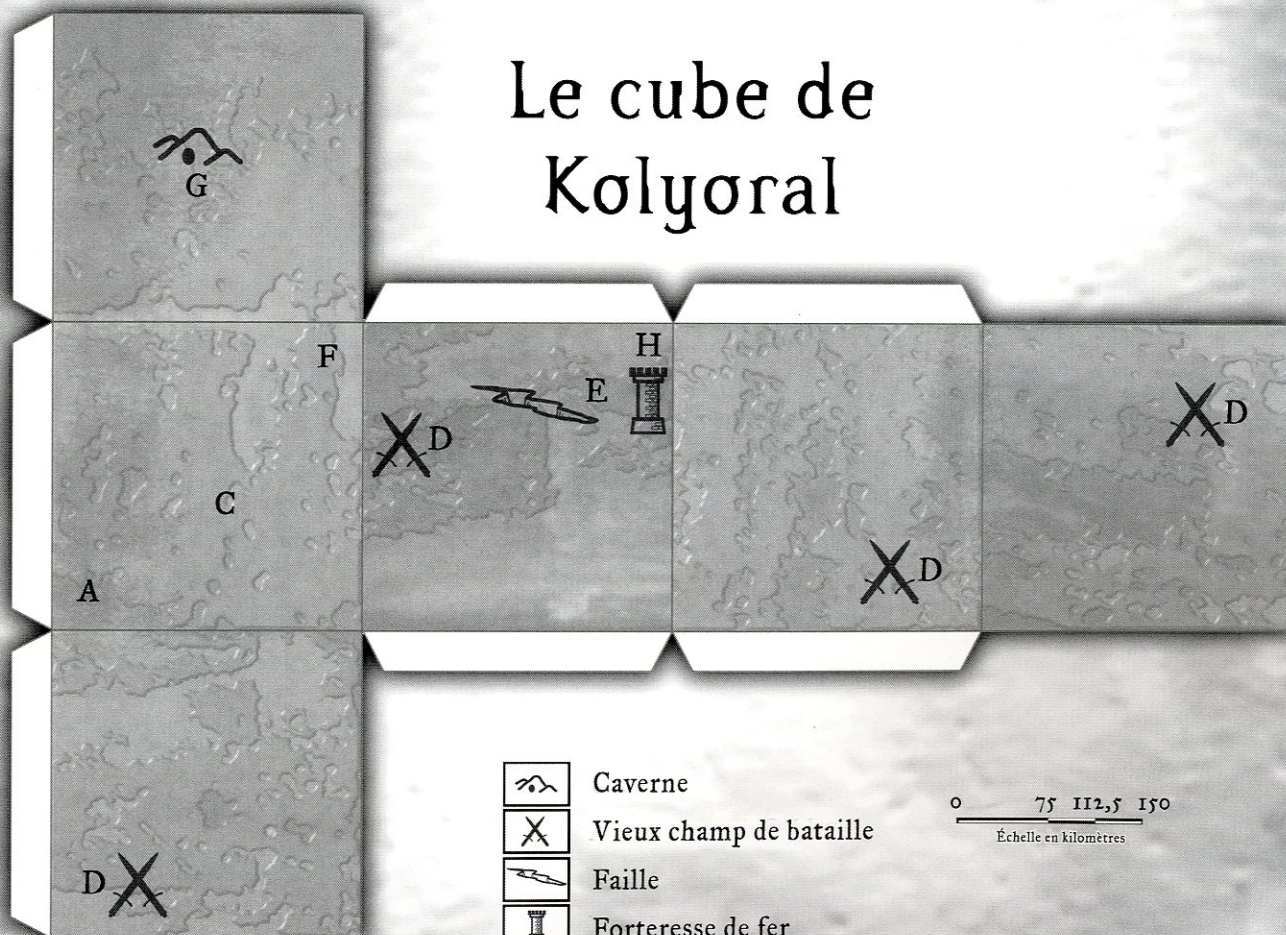 Le cube de
Kolyoral
G
F
H
E
D
D
D
C
A
D
Caverne
Vieux champ de bataille
Faille
Forteresse de fer
0 75 112,5 150
Échelle en kilomètres